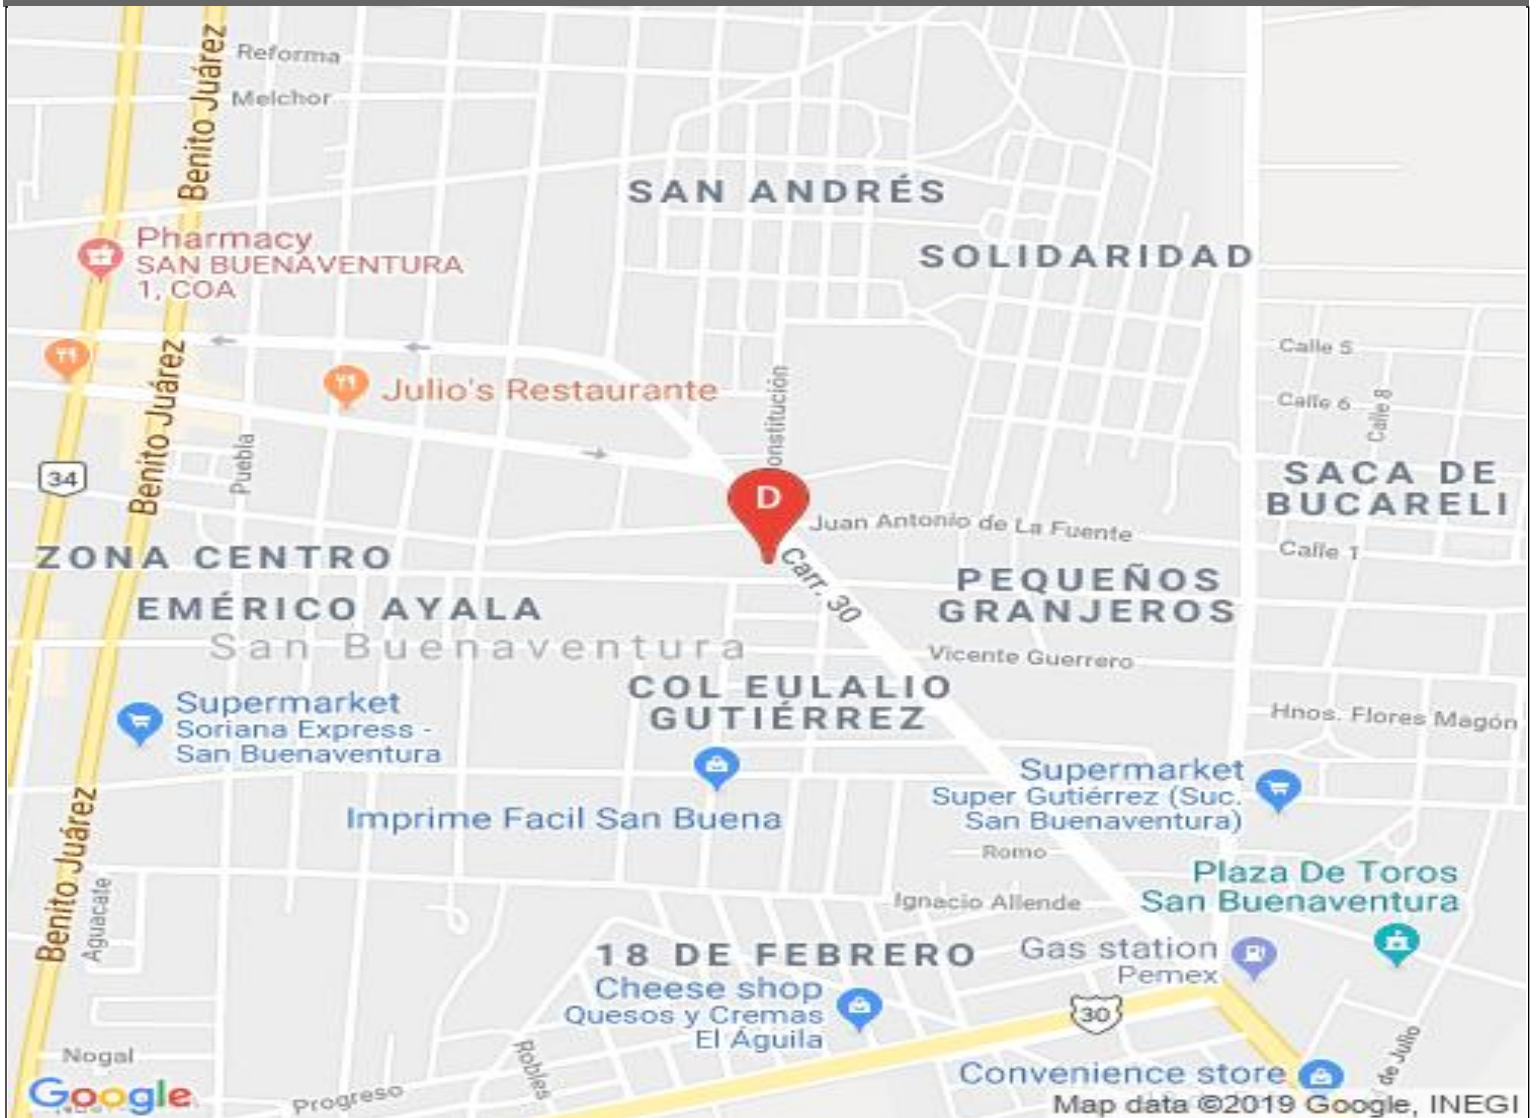 Reforma
Benito Juárez
Melchor
SAN ANDRÉS
Pharmacy
SAN BUENAVENTURA
1, COA
SOLIDARIDAD
Calle 5
Julio's Restaurante
onstitución
Calle 6
Calle 8
Benito Juárez
Puebla
34
SACA DE
BUCARELI
D
Juan Antonio de La Fuente
Calle 1
ZONA CENTRO
Carr. 30
PEQUEÑOS
GRANJEROS
EMÉRICO AYALA
San Buenaventura
Vicente Guerrero
COL EULALIO
GUTIÉRREZ
Supermarket
Soriana Express -
San Buenaventura
Hnos. Flores Magón
Supermarket
Super Gutiérrez (Suc.
San Buenaventura)
Imprime Facil San Buena
Romo
Benito Juárez
Aguacate
Plaza De Toros
San Buenaventura
Ignacio Allende
18 DE FEBRERO
Gas station
Pemex
Cheese shop
Quesos y Cremas
El Águila
30
Nogal
Robles
de Julio
Convenience store
Google
Progreso
Map data ©2019 Google, INEGI